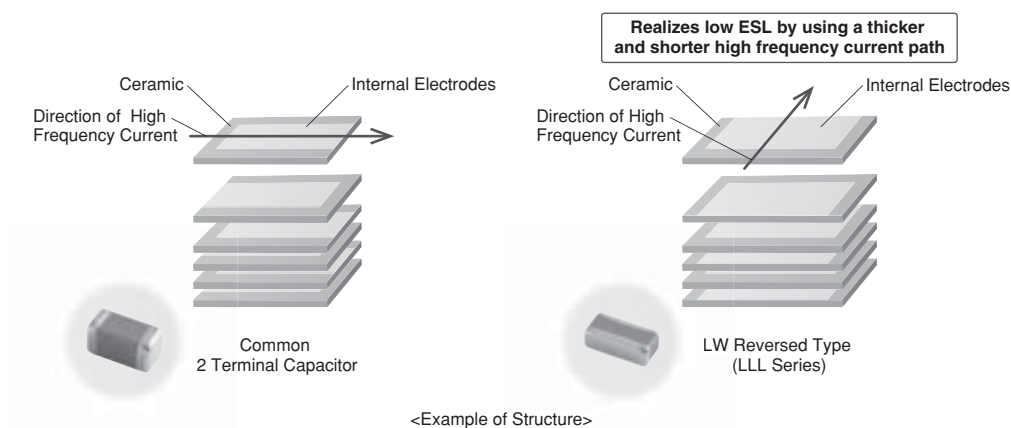 Realizes low ESL by using a thicker
and shorter high frequency current path
Ceramic
Internal Electrodes
Direction of High
Frequency Current
Common
2 Terminal Capacitor
Ceramic
Internal Electrodes
Direction of High
Frequency Current
LW Reversed Type
(LLL Series)
<Example of Structure>